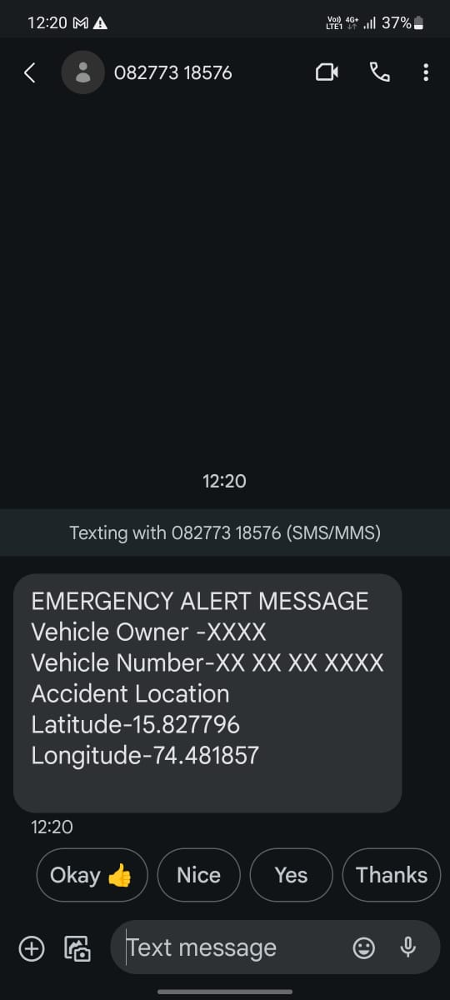 12:20
Vo)) LTE1 4G+ 37%
082773 18576
12:20
Texting with 082773 18576 (SMS/MMS)
EMERGENCY ALERT MESSAGE
Vehicle Owner -XXXX
Vehicle Number-XX XX XX XXXX
Accident Location
Latitude-15.827796
Longitude-74.481857
12:20
Okay 👍 Nice Yes Thanks
Text message